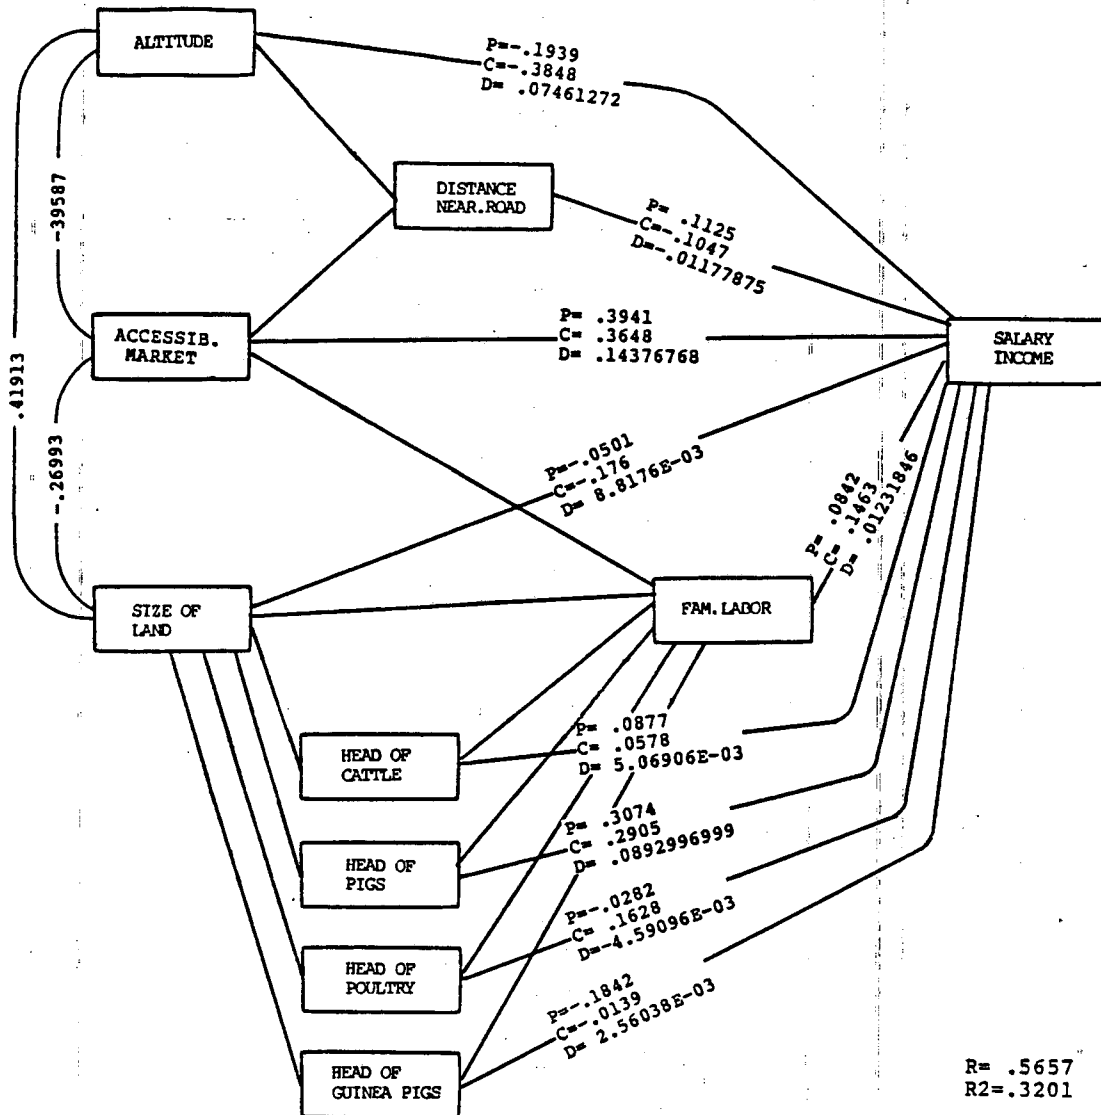 ALTITUDE
P=-.1939
C=-.3848
D= .07461272
DISTANCE
NEAR.ROAD
P= .1125
C=-.1047
D=-.01177875
-39587
ACCESSIB.
MARKET
P= .3941
C= .3648
D= .14376768
SALARY
INCOME
.41913
-.26993
P=-.0501
C=-.176
D= 8.8176E-03
P= .0842
C= .1463
D= .01231846
SIZE OF
LAND
FAM.LABOR
HEAD OF
CATTLE
P= .0877
C= .0578
D= 5.06906E-03
HEAD OF
PIGS
P= .3074
C= .2905
D= .0892996999
HEAD OF
POULTRY
P=-.0282
C= .1628
D=-4.59096E-03
HEAD OF
GUINEA PIGS
P=-.1842
C=-.0139
D= 2.56038E-03
R= .5657
R2=.3201